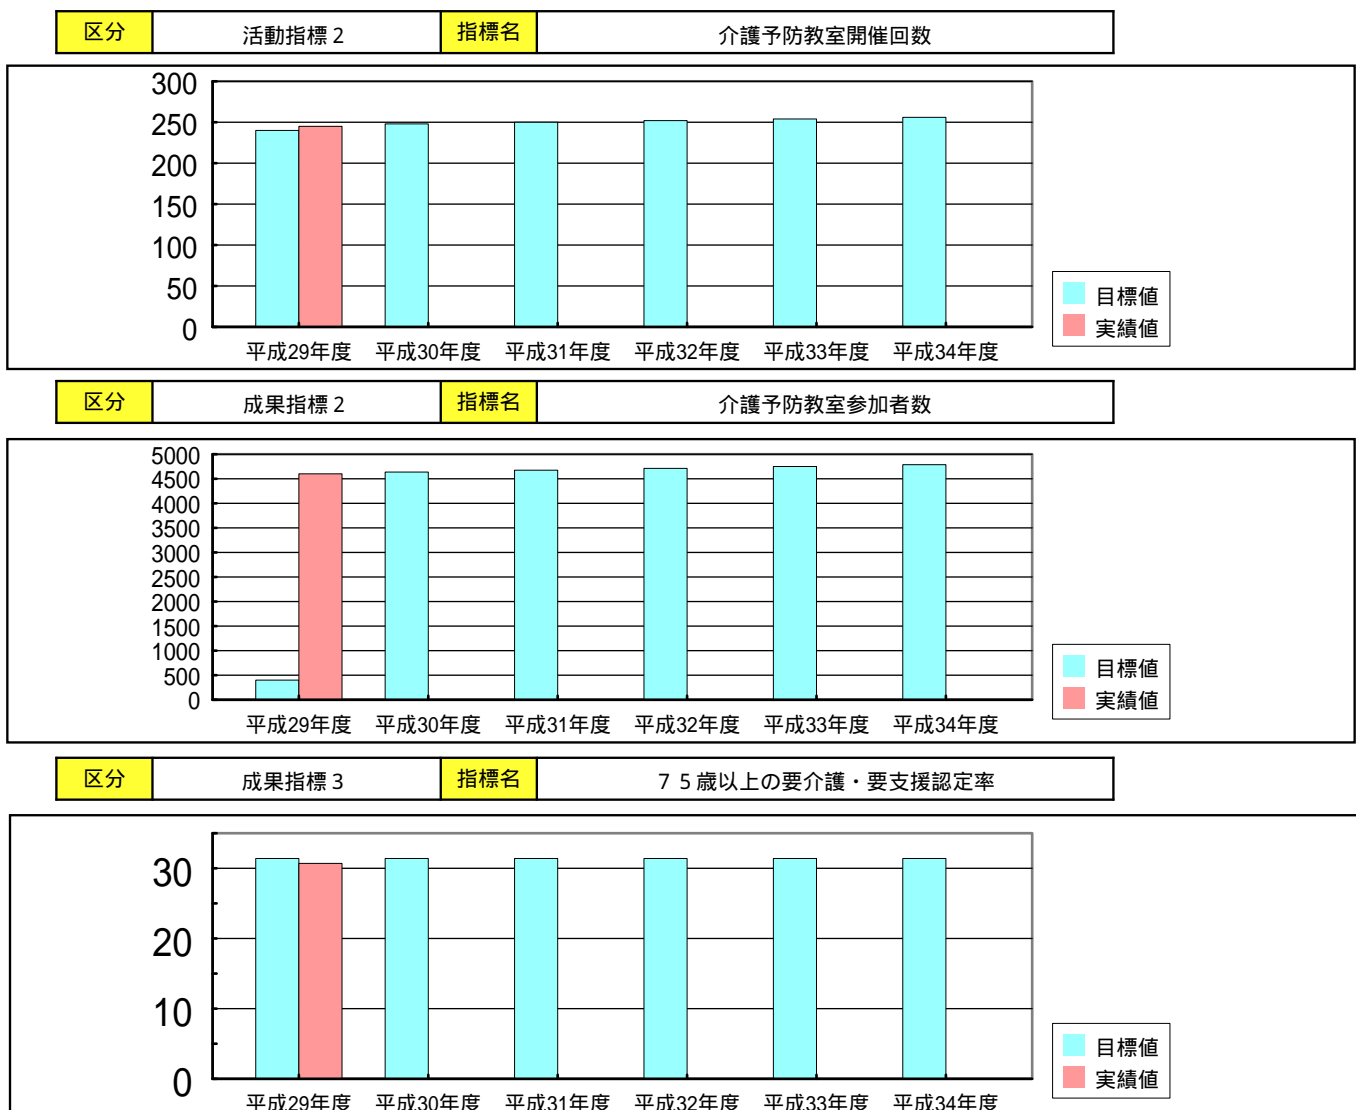 区分 活動指標２ 指標名 介護予防教室開催回数
300
250
200
150
100
50
0
平成29年度 平成30年度 平成31年度 平成32年度 平成33年度 平成34年度
目標値
実績値
区分 成果指標２ 指標名 介護予防教室参加者数
5000
4500
4000
3500
3000
2500
2000
1500
1000
500
0
平成29年度 平成30年度 平成31年度 平成32年度 平成33年度 平成34年度
目標値
実績値
区分 成果指標３ 指標名 ７５歳以上の要介護・要支援認定率
30
20
10
0
平成29年度 平成30年度 平成31年度 平成32年度 平成33年度 平成34年度
目標値
実績値